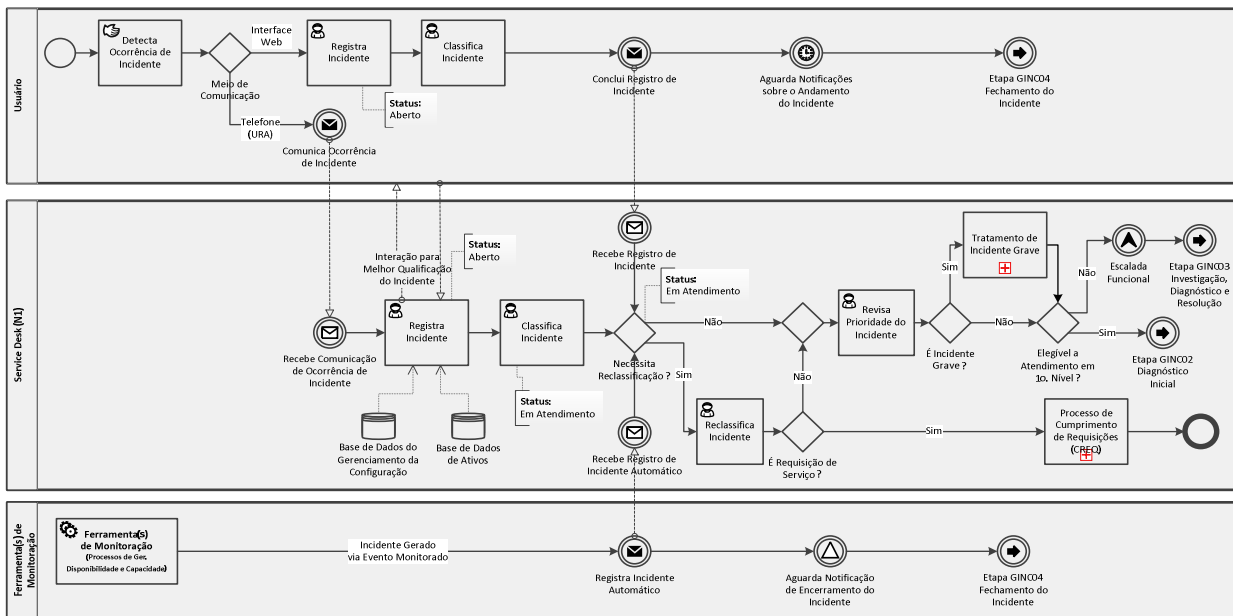 Usuário
Detecta
Ocorrência de
Incidente
Meio de
Comunicação
Interface
Web
Registra
Incidente
Classifica
Incidente
Status:
Aberto
Telefone
(URA)
Comunica Ocorrência
de Incidente
Conclui Registro de
Incidente
Aguarda Notificações
sobre o Andamento
do Incidente
Etapa GINC04
Fechamento do
Incidente
Service Desk (N1)
Interação para
Melhor Qualificação
do Incidente
Status:
Aberto
Recebe Comunicação
de Ocorrência de
Incidente
Registra
Incidente
Classifica
Incidente
Status:
Em Atendimento
Base de Dados do
Gerenciamento da
Configuração
Base de Dados
de Ativos
Recebe Registro de
Incidente
Status:
Em Atendimento
Necessita
Reclassificação ?
Não
Sim
Recebe Registro de
Incidente Automático
Reclassifica
Incidente
É Requisição de
Serviço ?
Não
Sim
Revisa
Prioridade do
Incidente
É Incidente
Grave ?
Sim
Não
Tratamento de
Incidente Grave
Elegível a
Atendimento em
1o. Nível ?
Não
Sim
Escalada
Funcional
Etapa GINC03
Investigação,
Diagnóstico e
Resolução
Etapa GINC02
Diagnóstico
Inicial
Processo de
Cumprimento
de Requisições
(CREQ)
Ferramenta(s) de
Monitoração
Ferramenta(s)
de Monitoração
(Processos de Ger,
Disponibilidade e Capacidade)
Incidente Gerado
via Evento Monitorado
Registra Incidente
Automático
Aguarda Notificação
de Encerramento do
Incidente
Etapa GINC04
Fechamento do
Incidente